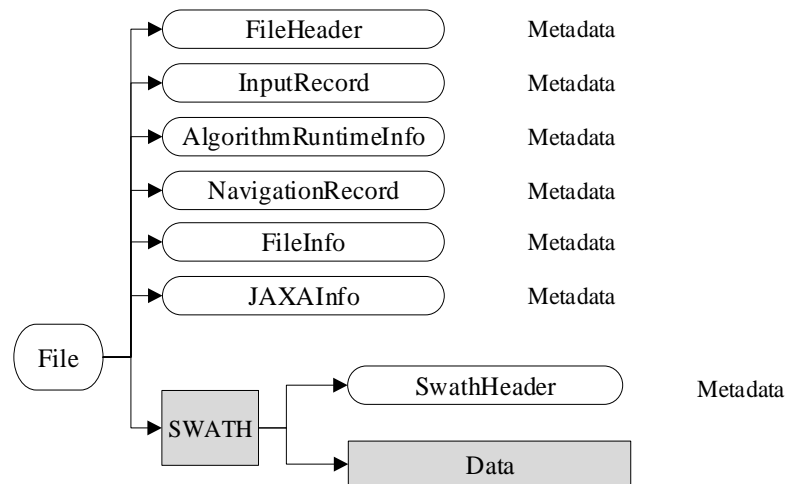 FileHeader Metadata
InputRecord Metadata
AlgorithmRuntimeInfo Metadata
NavigationRecord Metadata
FileInfo Metadata
JAXAInfo Metadata
File
SwathHeader Metadata
SWATH
Data